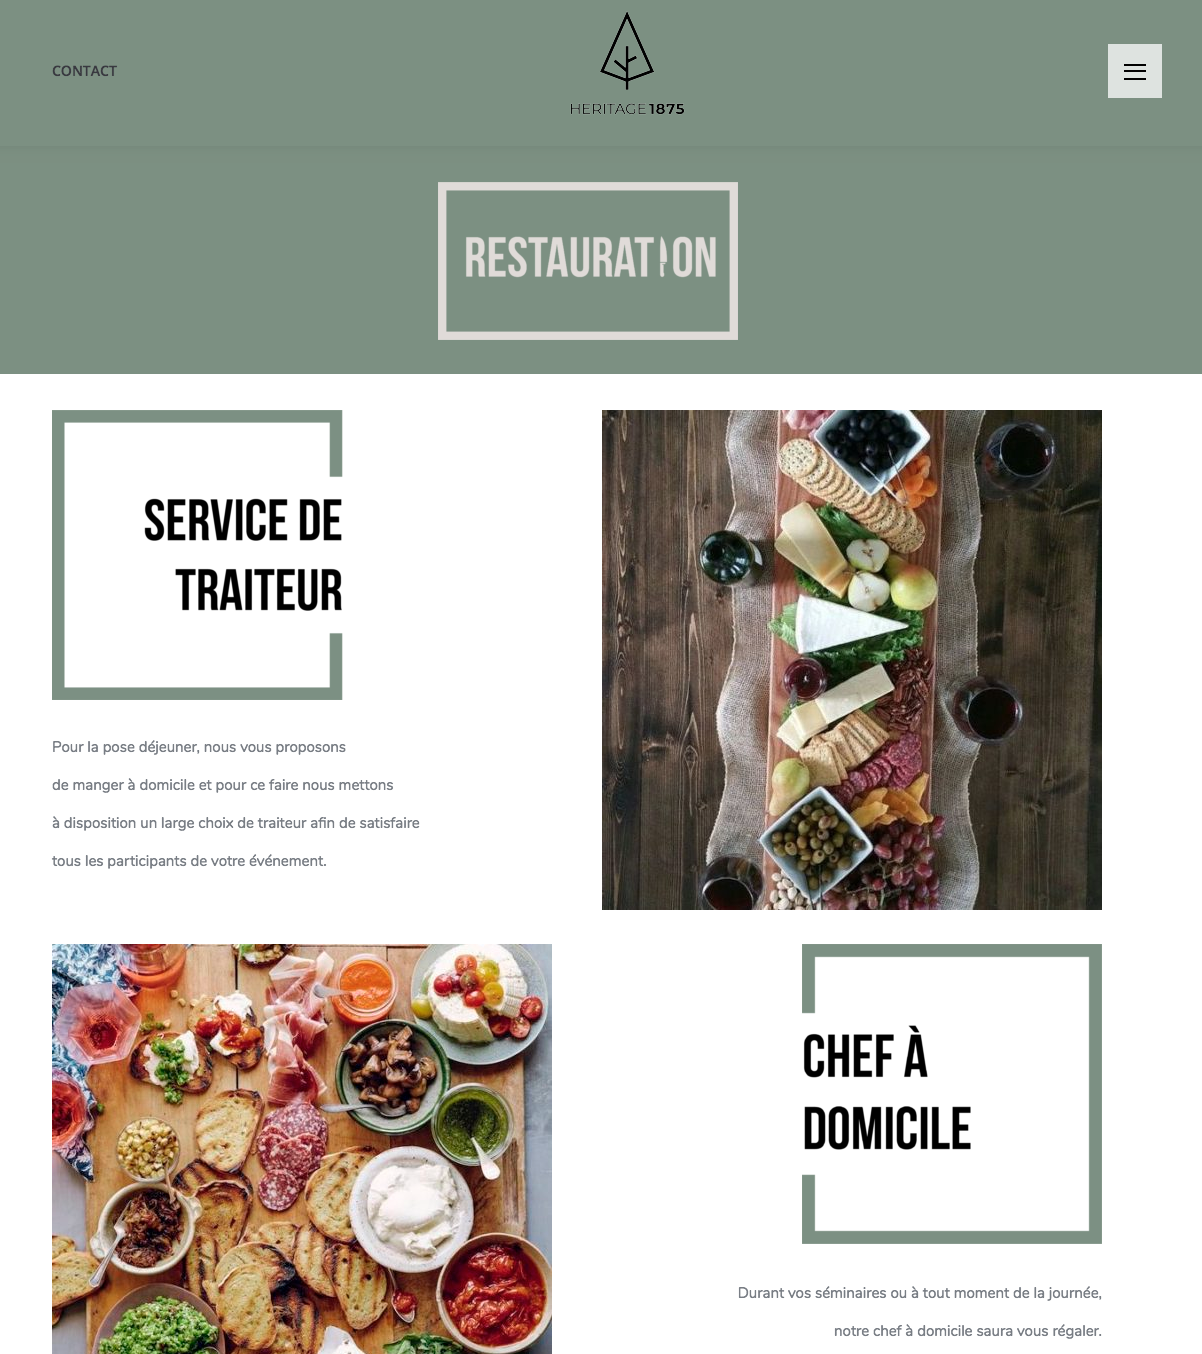 CONTACT
HERITAGE1875
RESTAURATION
SERVICE DE
TRAITEUR
Pour la pose déjeuner, nous vous proposons
de manger à domicile et pour ce faire nous mettons
à disposition un large choix de traiteur afin de satisfaire
tous les participants de votre événement.
CHEF À
DOMICILE
Durant vos séminaires ou à tout moment de la journée,
notre chef à domicile saura vous régaler.